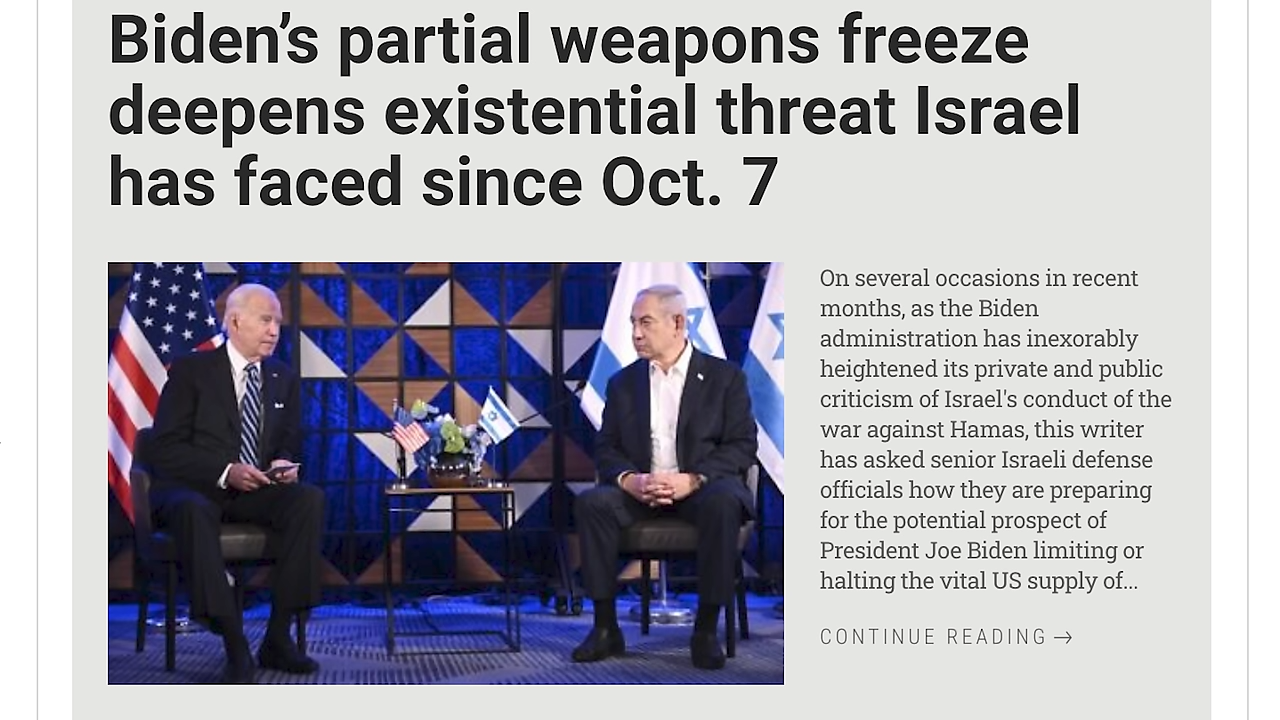 Biden’s partial weapons freeze
deepens existential threat Israel
has faced since Oct. 7
On several occasions in recent
months, as the Biden
administration has inexorably
heightened its private and public
criticism of Israel's conduct of the
war against Hamas, this writer
has asked senior Israeli defense
officials how they are preparing
for the potential prospect of
President Joe Biden limiting or
halting the vital US supply of...
CONTINUE READING →